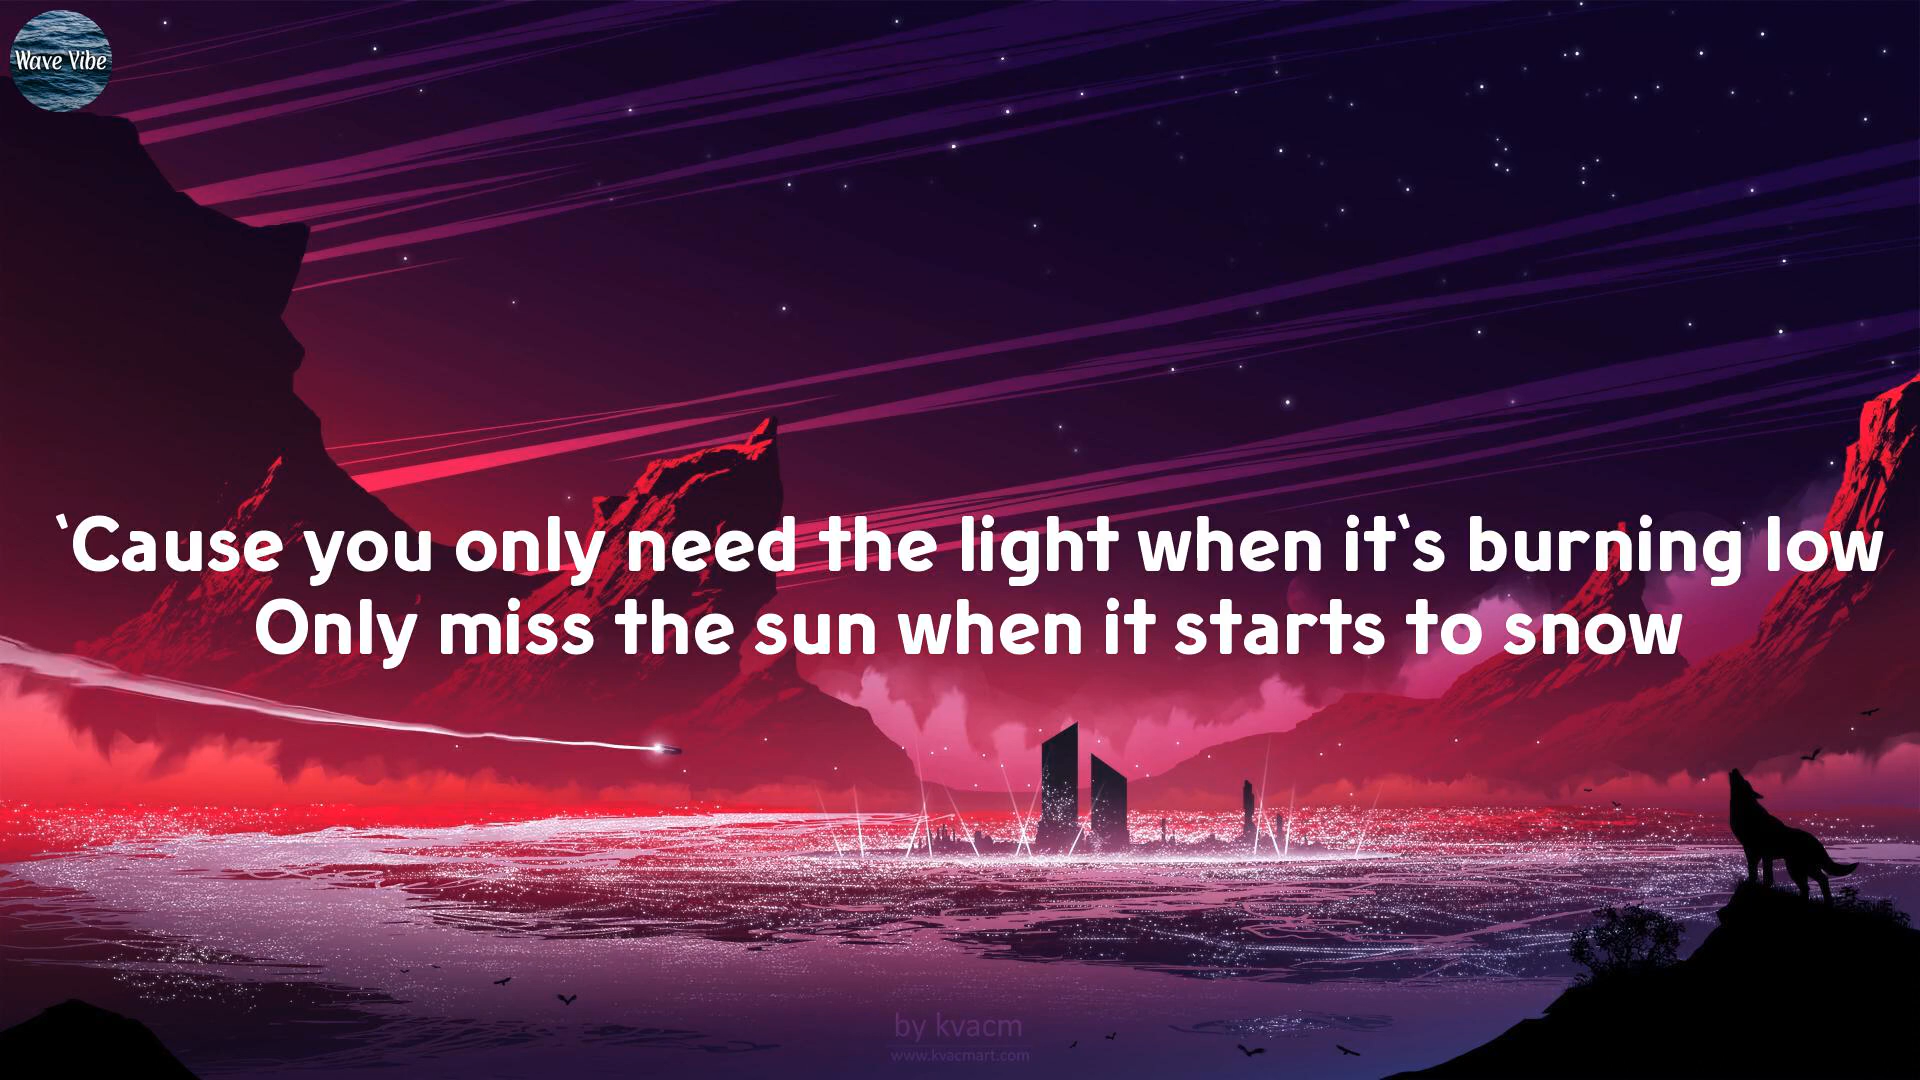 Wave Vibe
‵Cause you only need the light when it‵s burning low
Only miss the sun when it starts to snow
by kvacm
www.kvacmart.com